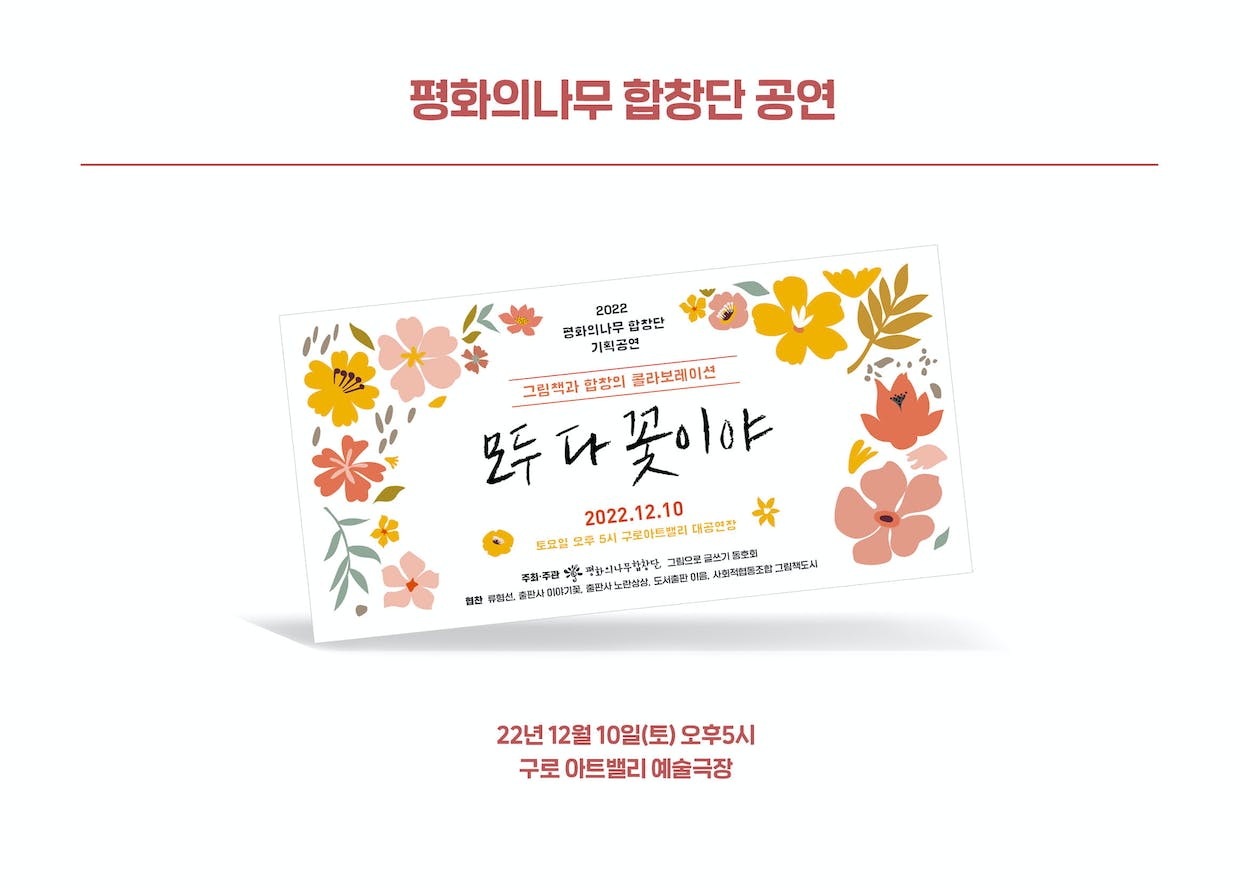 평화의나무 합창단 공연
2022
평화의나무 합창단
기획공연
그림책과 합창의 콜라보레이션
모두 다 꽃이야
2022.12.10
토요일 오후 5시 구로아트밸리 대공연장
주최·주관 평화의나무합창단, 그림으로 글쓰기 동호회
협찬 류형선, 출판사 이야기꽃, 출판사 노란상상, 도서출판 이음, 사회적협동조합 그림책도시
22년 12월 10일(토) 오후5시
구로 아트밸리 예술극장